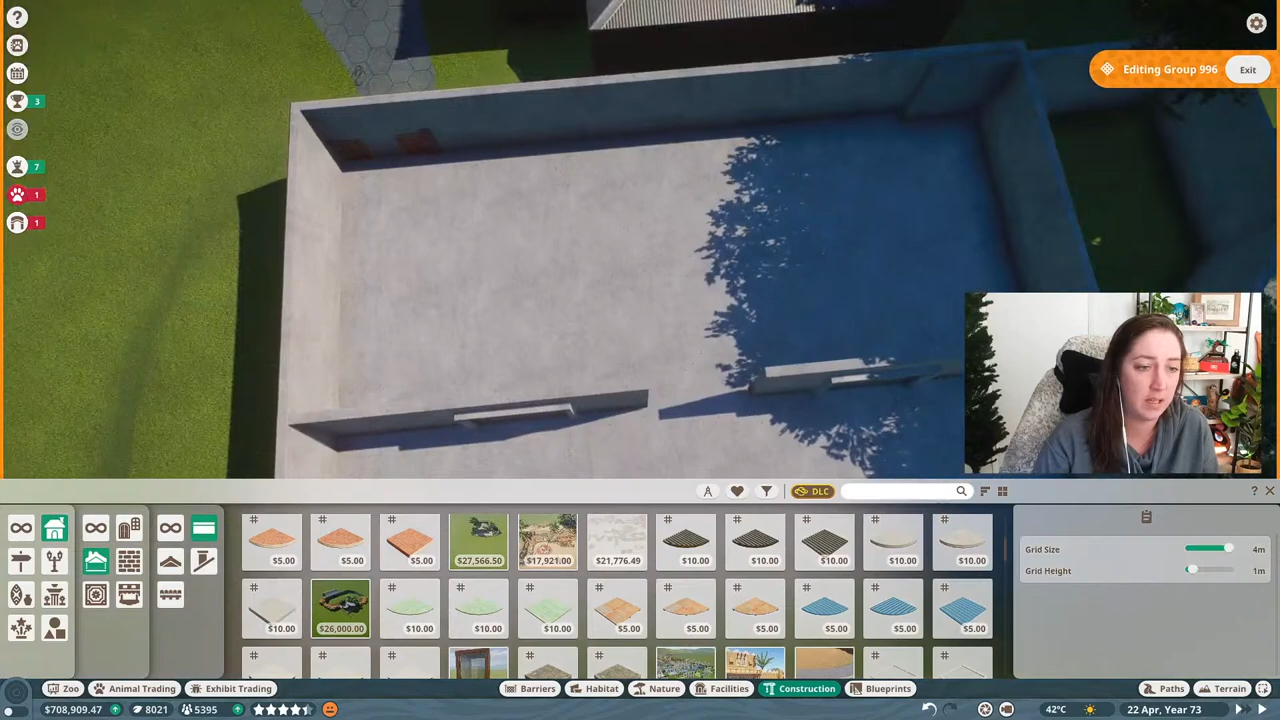 ?
Editing Group 996
Exit
3
7
1
1
DLC
? ×
$5.00 $5.00 $5.00 $27,566.50 $17,921.00 $21,776.49 $10.00 $10.00 $10.00 $10.00 $10.00
$10.00 $26,000.00 $10.00 $10.00 $10.00 $5.00 $5.00 $5.00 $5.00 $5.00 $5.00
Grid Size 4m
Grid Height 1m
Zoo Animal Trading Exhibit Trading Barriers Habitat Nature Facilities Construction Blueprints Paths Terrain
$708,909.47 8021 5395 42°C 22 Apr, Year 73